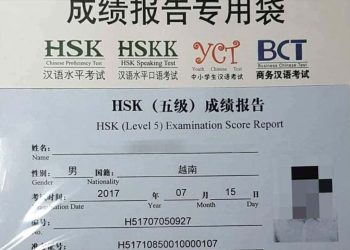 成绩报告专用袋
HSK HSKK YCT BCT
Chinese Proficiency Test HSK Speaking Test Youth Chinese Test Business Chinese Test
汉语水平考试 汉语水平口语考试 中小学生汉语考试 商务汉语考试
HSK（五级）成绩报告
HSK (Level 5) Examination Score Report
姓名:
Name
性别: 男 国籍: 越南
Gender Nationality
考试时间: 2017 年 07 月 15 日
Examination Date Year Month Day
编号: H51707050927
No.
H51710850010000107